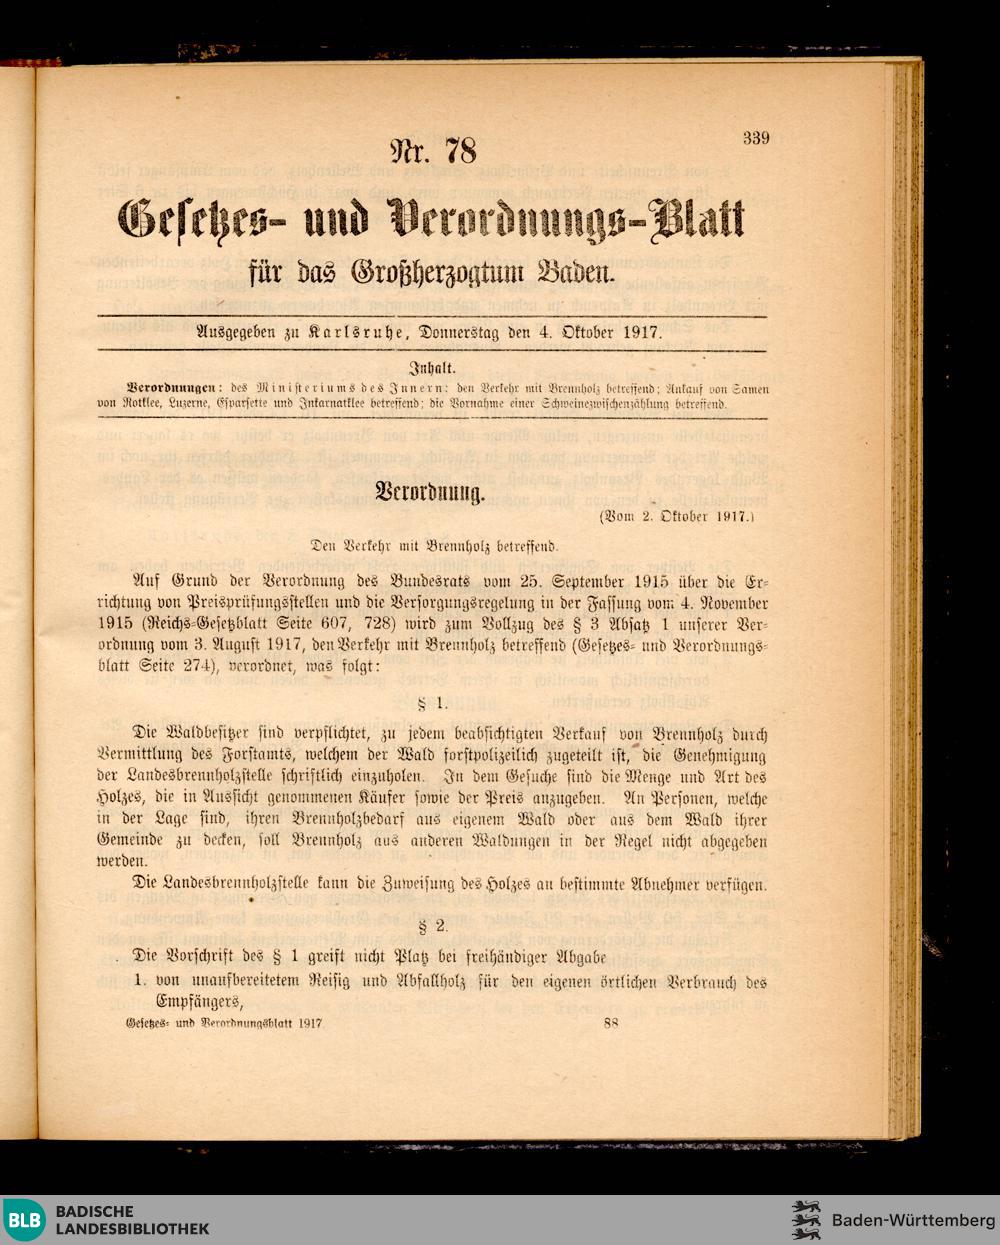 339
Nr. 78
Gesetzes- und Verordnungs-Blatt
für das Großherzogtum Baden.
Ausgegeben zu Karlsruhe, Donnerstag den 4. Oktober 1917.
Inhalt.
Verordnungen: des Ministeriums des Innern: den Verkehr mit Brennholz betreffend; Ankauf von Samen
von Rotklee, Luzerne, Esparsette und Inkarnatklee betreffend; die Vornahme einer Schweinezwischenzählung betreffend.
Verordnung.
(Vom 2. Oktober 1917.)
Den Verkehr mit Brennholz betreffend.
Auf Grund der Verordnung des Bundesrats vom 25. September 1915 über die Er-
richtung von Preisprüfungsstellen und die Versorgungsregelung in der Fassung vom 4. November
1915 (Reichs-Gesetzblatt Seite 607, 728) wird zum Vollzug des § 3 Absatz 1 unserer Ver-
ordnung vom 3. August 1917, den Verkehr mit Brennholz betreffend (Gesetzes- und Verordnungs-
blatt Seite 274), verordnet, was folgt:
§ 1.
Die Waldbesitzer sind verpflichtet, zu jedem beabsichtigten Verkauf von Brennholz durch
Vermittlung des Forstamts, welchem der Wald forstpolizeilich zugeteilt ist, die Genehmigung
der Landesbrennholzstelle schriftlich einzuholen. In dem Gesuche sind die Menge und Art des
Holzes, die in Aussicht genommenen Käufer sowie der Preis anzugeben. An Personen, welche
in der Lage sind, ihren Brennholzbedarf aus eigenem Wald oder aus dem Wald ihrer
Gemeinde zu decken, soll Brennholz aus anderen Waldungen in der Regel nicht abgegeben
werden.
Die Landesbrennholzstelle kann die Zuweisung des Holzes an bestimmte Abnehmer verfügen.
§ 2.
Die Vorschrift des § 1 greift nicht Platz bei freihändiger Abgabe
1. von unaufbereitetem Reisig und Abfallholz für den eigenen örtlichen Verbrauch des
Empfängers,
Gesetzes- und Verordnungsblatt 1917 88
BLB BADISCHE
LANDESBIBLIOTHEK
Baden-Württemberg